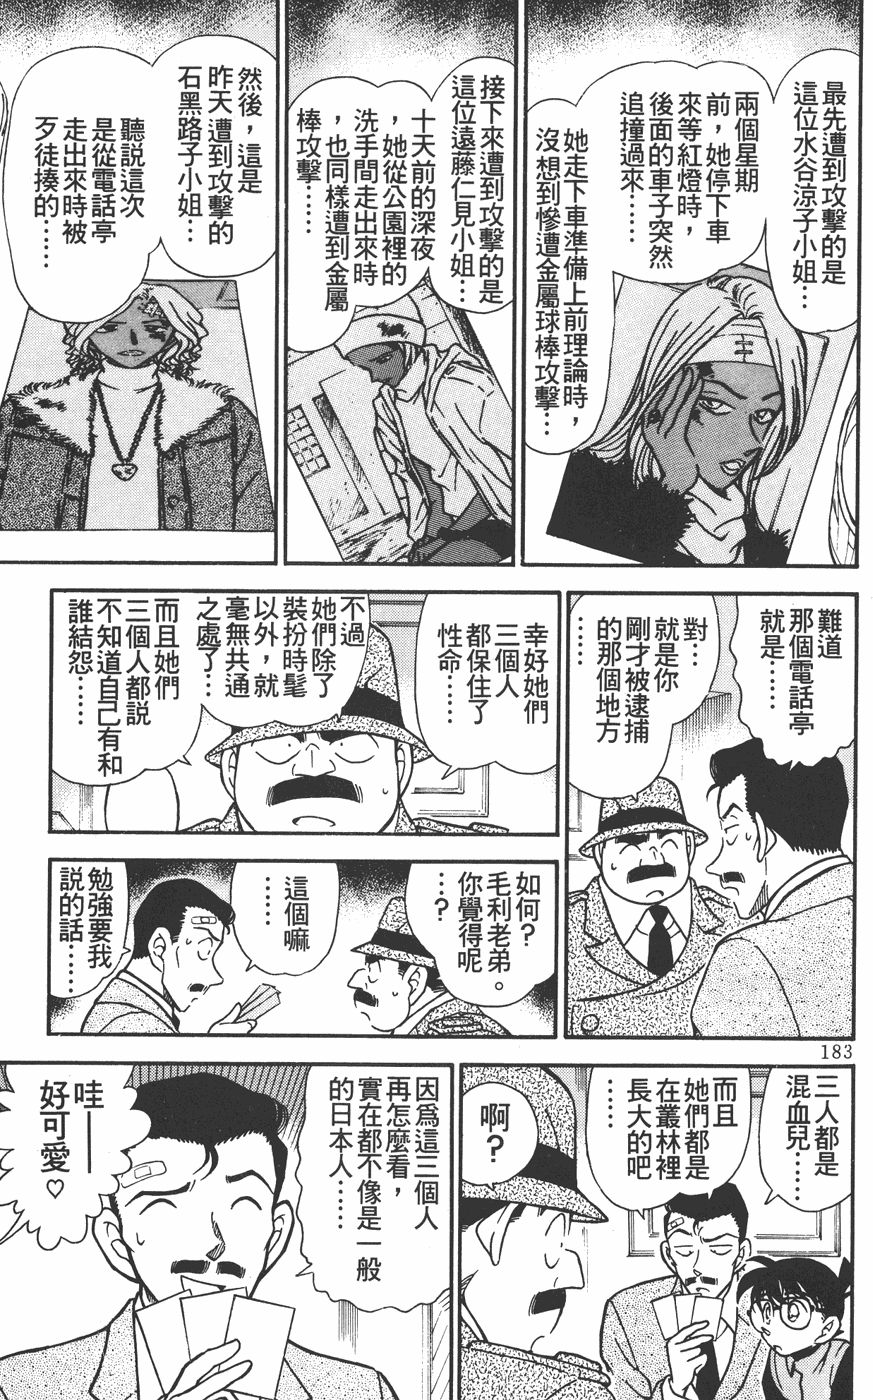 最先遭到攻擊的是
這位水谷涼子小姐…
兩個星期
前，她停下車
來等紅燈時，
後面的車子突然
追撞過來……
她走下車準備上前理論時，
沒想到慘遭金屬球棒攻擊…
接下來遭到攻擊的是
這位遠藤仁見小姐…
十天前的深夜
，她從公園裡的
洗手間走出來時
，也同樣遭到金屬
棒攻擊……
然後，這是
昨天遭到攻擊的
石黑路子小姐…
聽說這次
是從電話亭
走出來時被
歹徒揍的……
難道
那個電話亭
就是…
對…
就是你
剛才被逮捕
的那個地方
幸好她們
三個人
都保住了
性命……
不過
她們除了
裝扮時髦
以外，就
毫無共通
之處了…
而且她們
三個人都說
不知道自己有和
誰結怨……
如何？
毛利老弟。
你覺得呢
…？
這個嘛
……
勉強要我
說的話……
183
三人都是
混血兒……
而且
她們都是
在叢林裡
長大的吧
……
啊？
因為這三個人
再怎麼看，
實在都不像是一般
的日本人……
哇——
好可愛♡